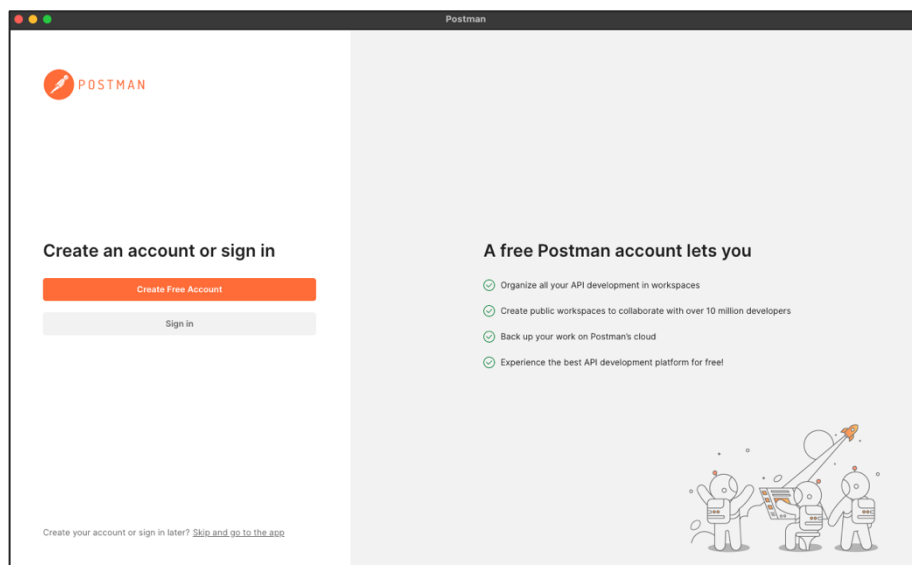 Postman
POSTMAN
Create an account or sign in
Create Free Account
Sign in
Create your account or sign in later? Skip and go to the app
A free Postman account lets you
Organize all your API development in workspaces
Create public workspaces to collaborate with over 10 million developers
Back up your work on Postman's cloud
Experience the best API development platform for free!